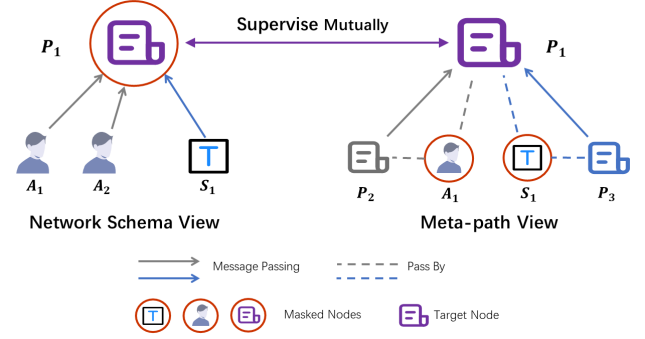 Supervise Mutually
P1
P1
A1
A2
S1
P2
A1
S1
P3
Network Schema View
Meta-path View
Message Passing
Pass By
T
T
T
Masked Nodes
Target Node